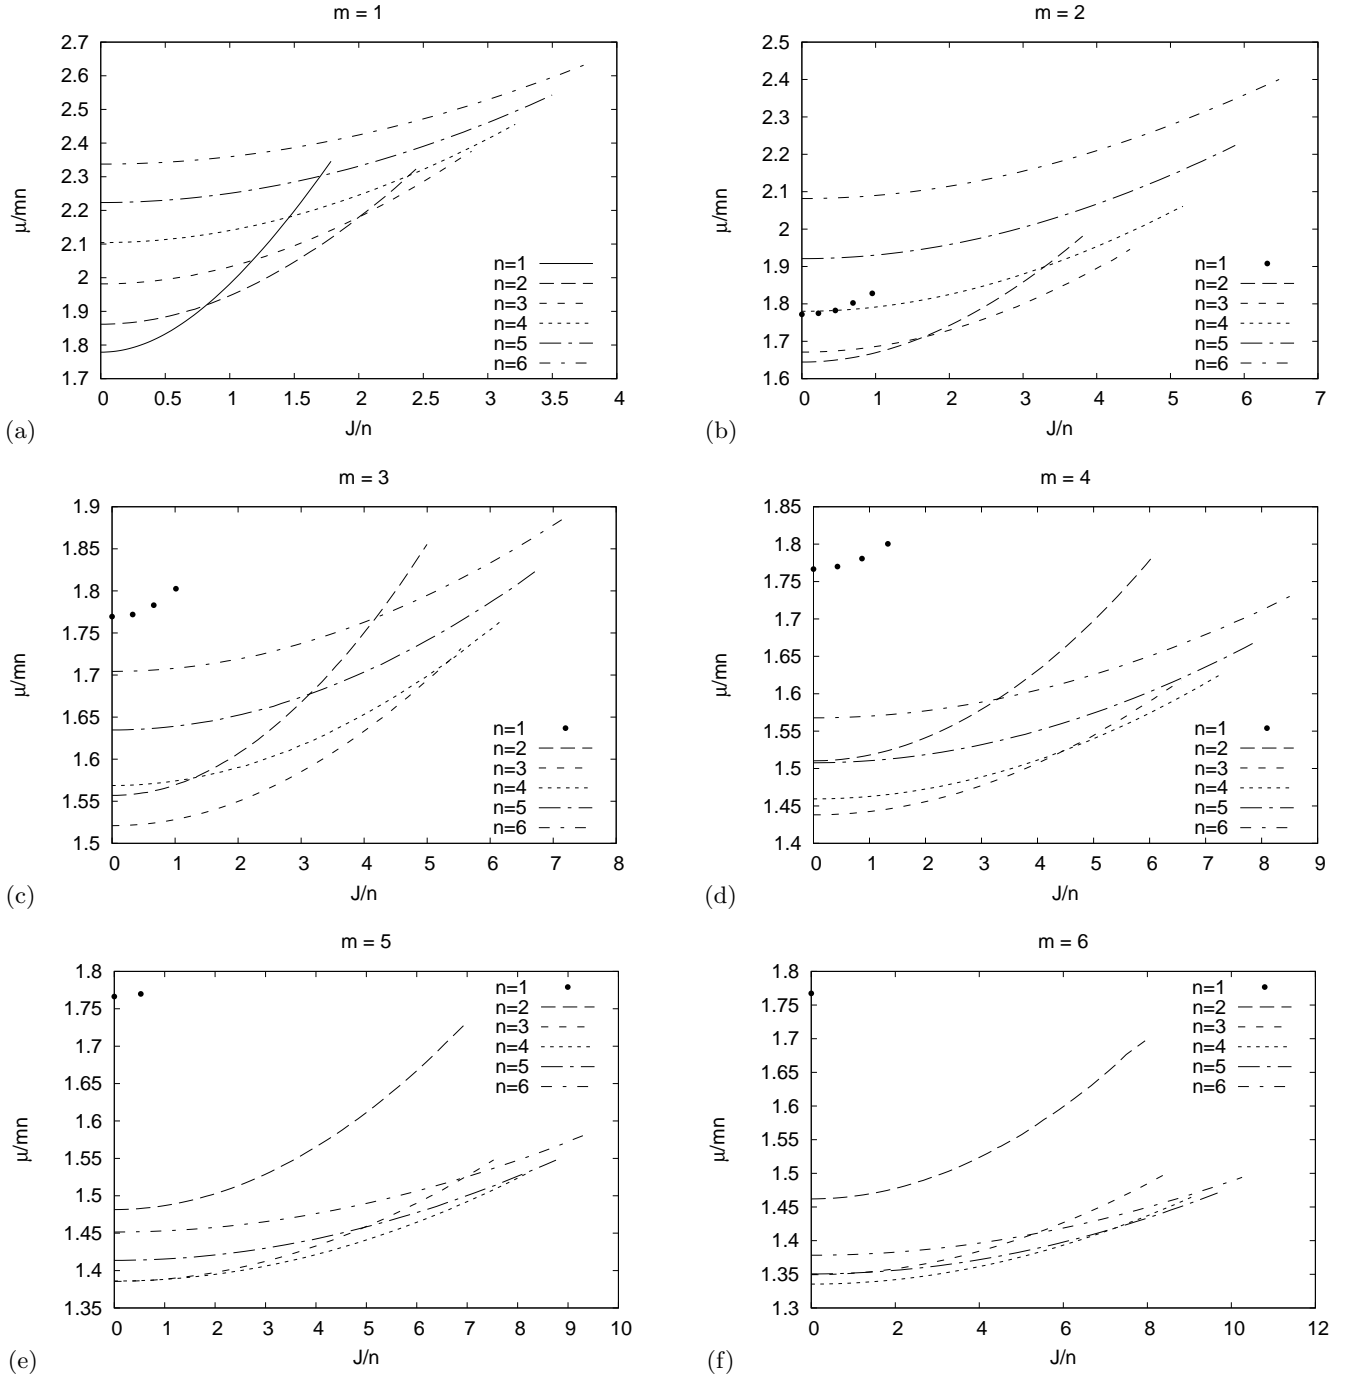 m = 1
2.7
2.6
2.5
2.4
2.3
2.2
2.1
2
1.9
1.8
1.7
μ/mn
n=1
n=2
n=3
n=4
n=5
n=6
0 0.5 1 1.5 2 2.5 3 3.5 4
J/n
(a)
m = 2
2.5
2.4
2.3
2.2
2.1
2
1.9
1.8
1.7
1.6
μ/mn
n=1
n=2
n=3
n=4
n=5
n=6
0 1 2 3 4 5 6 7
J/n
(b)
m = 3
1.9
1.85
1.8
1.75
1.7
1.65
1.6
1.55
1.5
μ/mn
n=1
n=2
n=3
n=4
n=5
n=6
0 1 2 3 4 5 6 7 8
J/n
(c)
m = 4
1.85
1.8
1.75
1.7
1.65
1.6
1.55
1.5
1.45
1.4
μ/mn
n=1
n=2
n=3
n=4
n=5
n=6
0 1 2 3 4 5 6 7 8 9
J/n
(d)
m = 5
1.8
1.75
1.7
1.65
1.6
1.55
1.5
1.45
1.4
1.35
μ/mn
n=1
n=2
n=3
n=4
n=5
n=6
0 1 2 3 4 5 6 7 8 9 10
J/n
(e)
m = 6
1.8
1.75
1.7
1.65
1.6
1.55
1.5
1.45
1.4
1.35
1.3
μ/mn
n=1
n=2
n=3
n=4
n=5
n=6
0 2 4 6 8 10 12
J/n
(f)